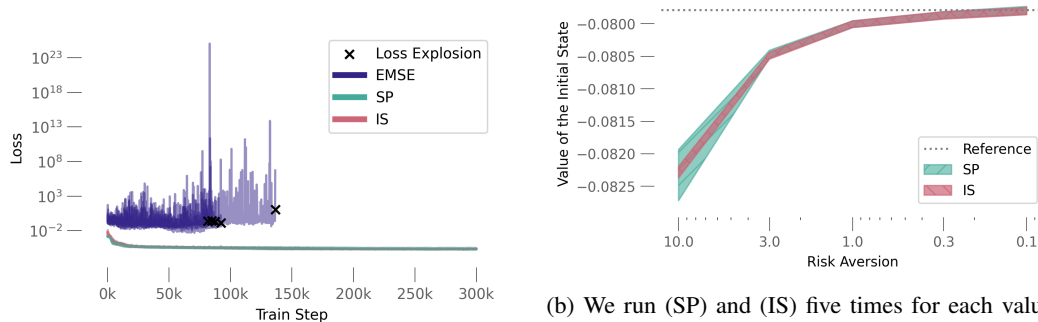 Loss Explosion
EMSE
SP
IS
10^23
10^18
10^13
10^8
10^3
10^−2
Loss
0k 50k 100k 150k 200k 250k 300k
Train Step
−0.0800
−0.0805
−0.0810
−0.0815
−0.0820
−0.0825
Value of the Initial State
Reference
SP
IS
10.0 3.0 1.0 0.3 0.1
Risk Aversion
(b) We run (SP) and (IS) five times for each valu